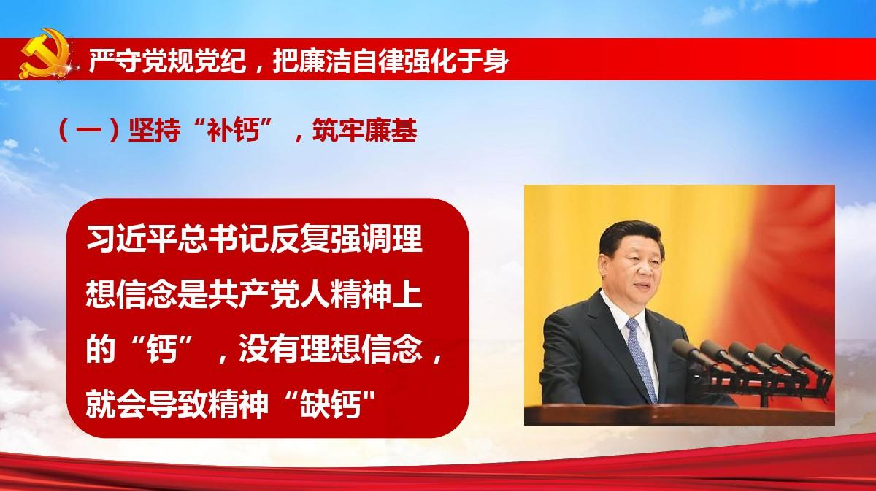 严守党规党纪，把廉洁自律强化于身
（一）坚持“补钙”，筑牢廉基
习近平总书记反复强调理
想信念是共产党人精神上
的“钙”，没有理想信念，
就会导致精神“缺钙"